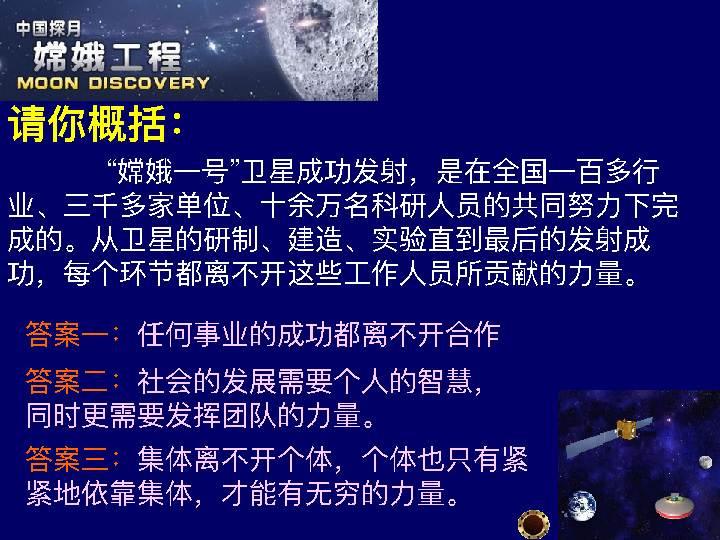 中国探月
嫦娥工程
MOON DISCOVERY
请你概括：
“嫦娥一号”卫星成功发射，是在全国一百多行
业、三千多家单位、十余万名科研人员的共同努力下完
成的。从卫星的研制、建造、实验直到最后的发射成
功，每个环节都离不开这些工作人员所贡献的力量。
答案一：任何事业的成功都离不开合作
答案二：社会的发展需要个人的智慧，
同时更需要发挥团队的力量。
答案三：集体离不开个体，个体也只有紧
紧地依靠集体，才能有无穷的力量。